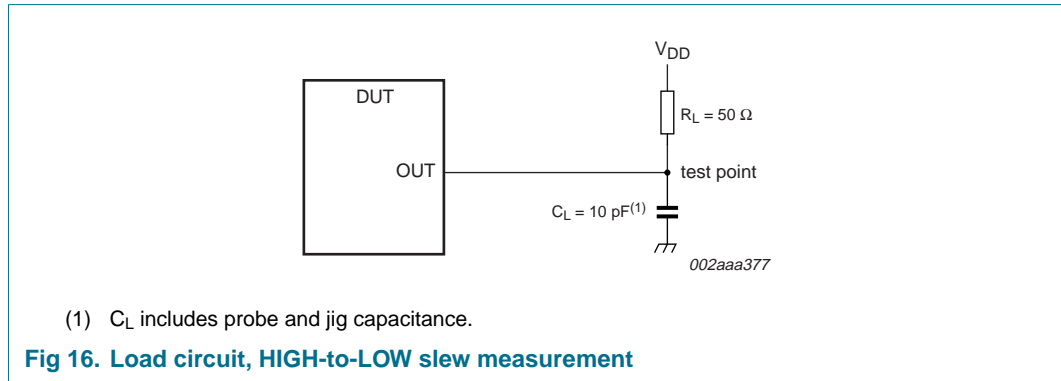 V_DD
DUT
R_L = 50 Ω
OUT
test point
C_L = 10 pF(1)
002aaa377
(1) C_L includes probe and jig capacitance.
Fig 16. Load circuit, HIGH-to-LOW slew measurement